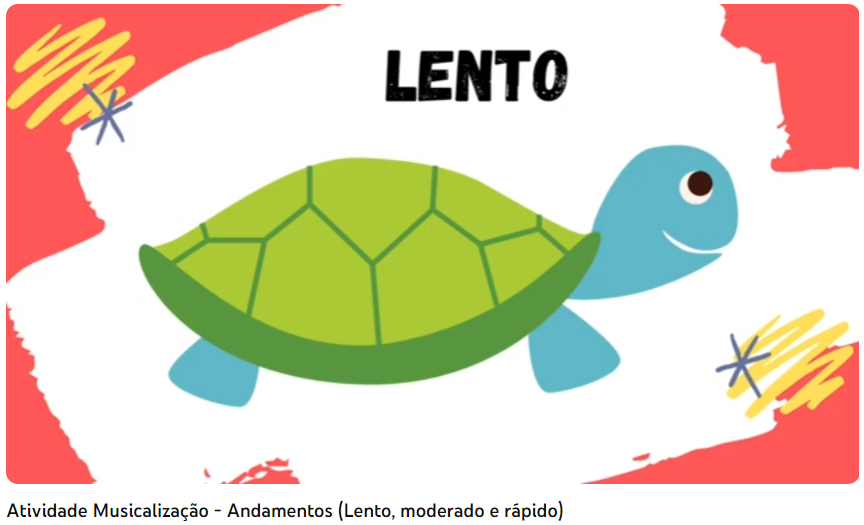 LENTO
Atividade Musicalização - Andamentos (Lento, moderado e rápido)